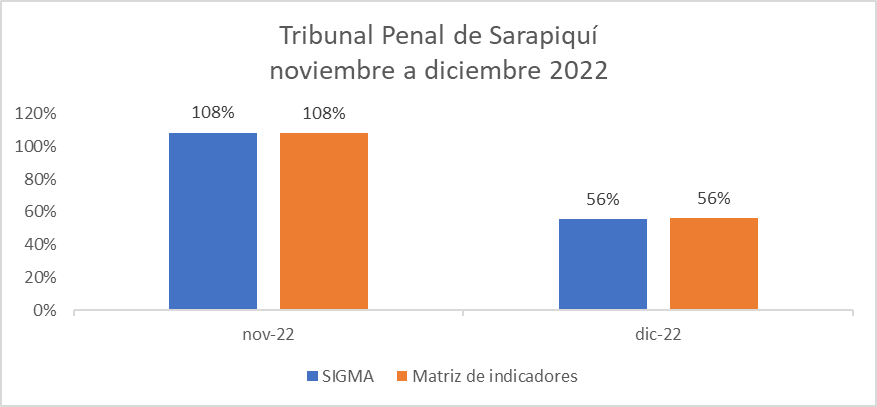 Tribunal Penal de Sarapiquí
noviembre a diciembre 2022
108% 108%
120%
100%
80%
56% 56%
60%
40%
20%
0%
nov-22 dic-22
SIGMA Matriz de indicadores